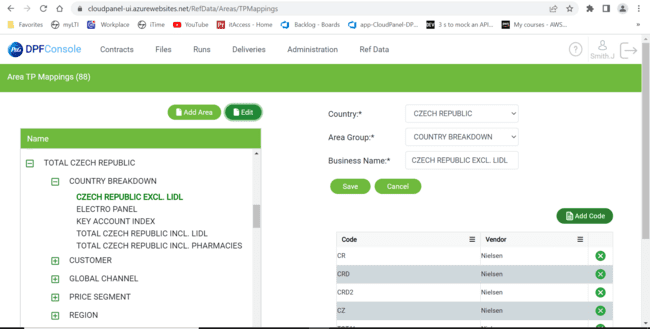 cloudpanel-ui.azurewebsites.net/RefData/Areas/TPMappings
Favorites myLTI Workplace iTime YouTube itAccess - Home Backlog - Boards app-CloudPanel-DP... 3 s to mock an API... My courses - AWS... »
P&G DPFConsole Contracts Files Runs Deliveries Administration Ref Data ? Smith.J
Area TP Mappings (88)
Add Area Edit
Name
TOTAL CZECH REPUBLIC
COUNTRY BREAKDOWN
CZECH REPUBLIC EXCL. LIDL
ELECTRO PANEL
KEY ACCOUNT INDEX
TOTAL CZECH REPUBLIC INCL. LIDL
TOTAL CZECH REPUBLIC INCL. PHARMACIES
CUSTOMER
GLOBAL CHANNEL
PRICE SEGMENT
REGION
Country:* CZECH REPUBLIC
Area Group:* COUNTRY BREAKDOWN
Business Name:* CZECH REPUBLIC EXCL. LIDL
Save Cancel
Add Code
Code Vendor
CR Nielsen
CRD Nielsen
CRD2 Nielsen
CZ Nielsen